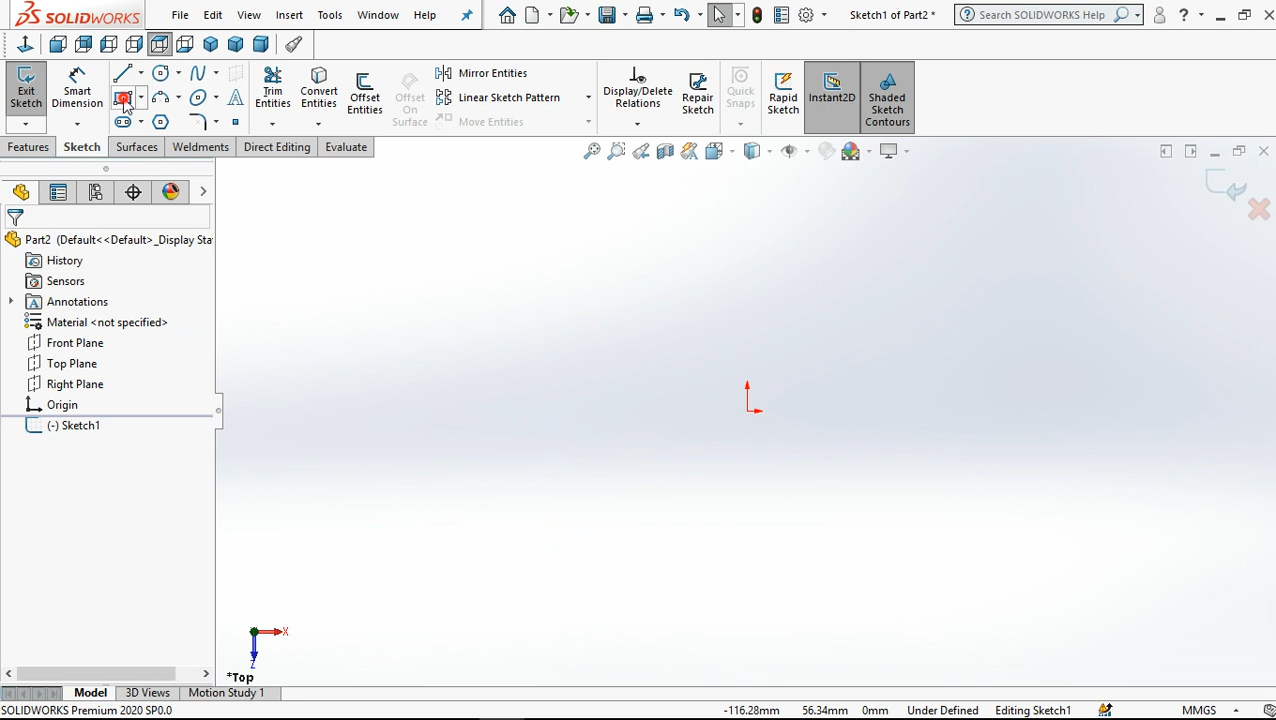 SOLIDWORKS File Edit View Insert Tools Window Help Sketch1 of Part2 * Search SOLIDWORKS Help
Exit Sketch
Smart Dimension
Trim Entities
Convert Entities
Offset Entities
Offset On Surface
Mirror Entities
Linear Sketch Pattern
Move Entities
Display/Delete Relations
Repair Sketch
Quick Snaps
Rapid Sketch
Instant2D
Shaded Sketch Contours
Features Sketch Surfaces Weldments Direct Editing Evaluate
Part2 (Default<<Default>_Display Sta
History
Sensors
Annotations
Material <not specified>
Front Plane
Top Plane
Right Plane
Origin
(-) Sketch1
X
Z
*Top
Model 3D Views Motion Study 1
SOLIDWORKS Premium 2020 SP0.0 -116.28mm 56.34mm 0mm Under Defined Editing Sketch1 MMGS